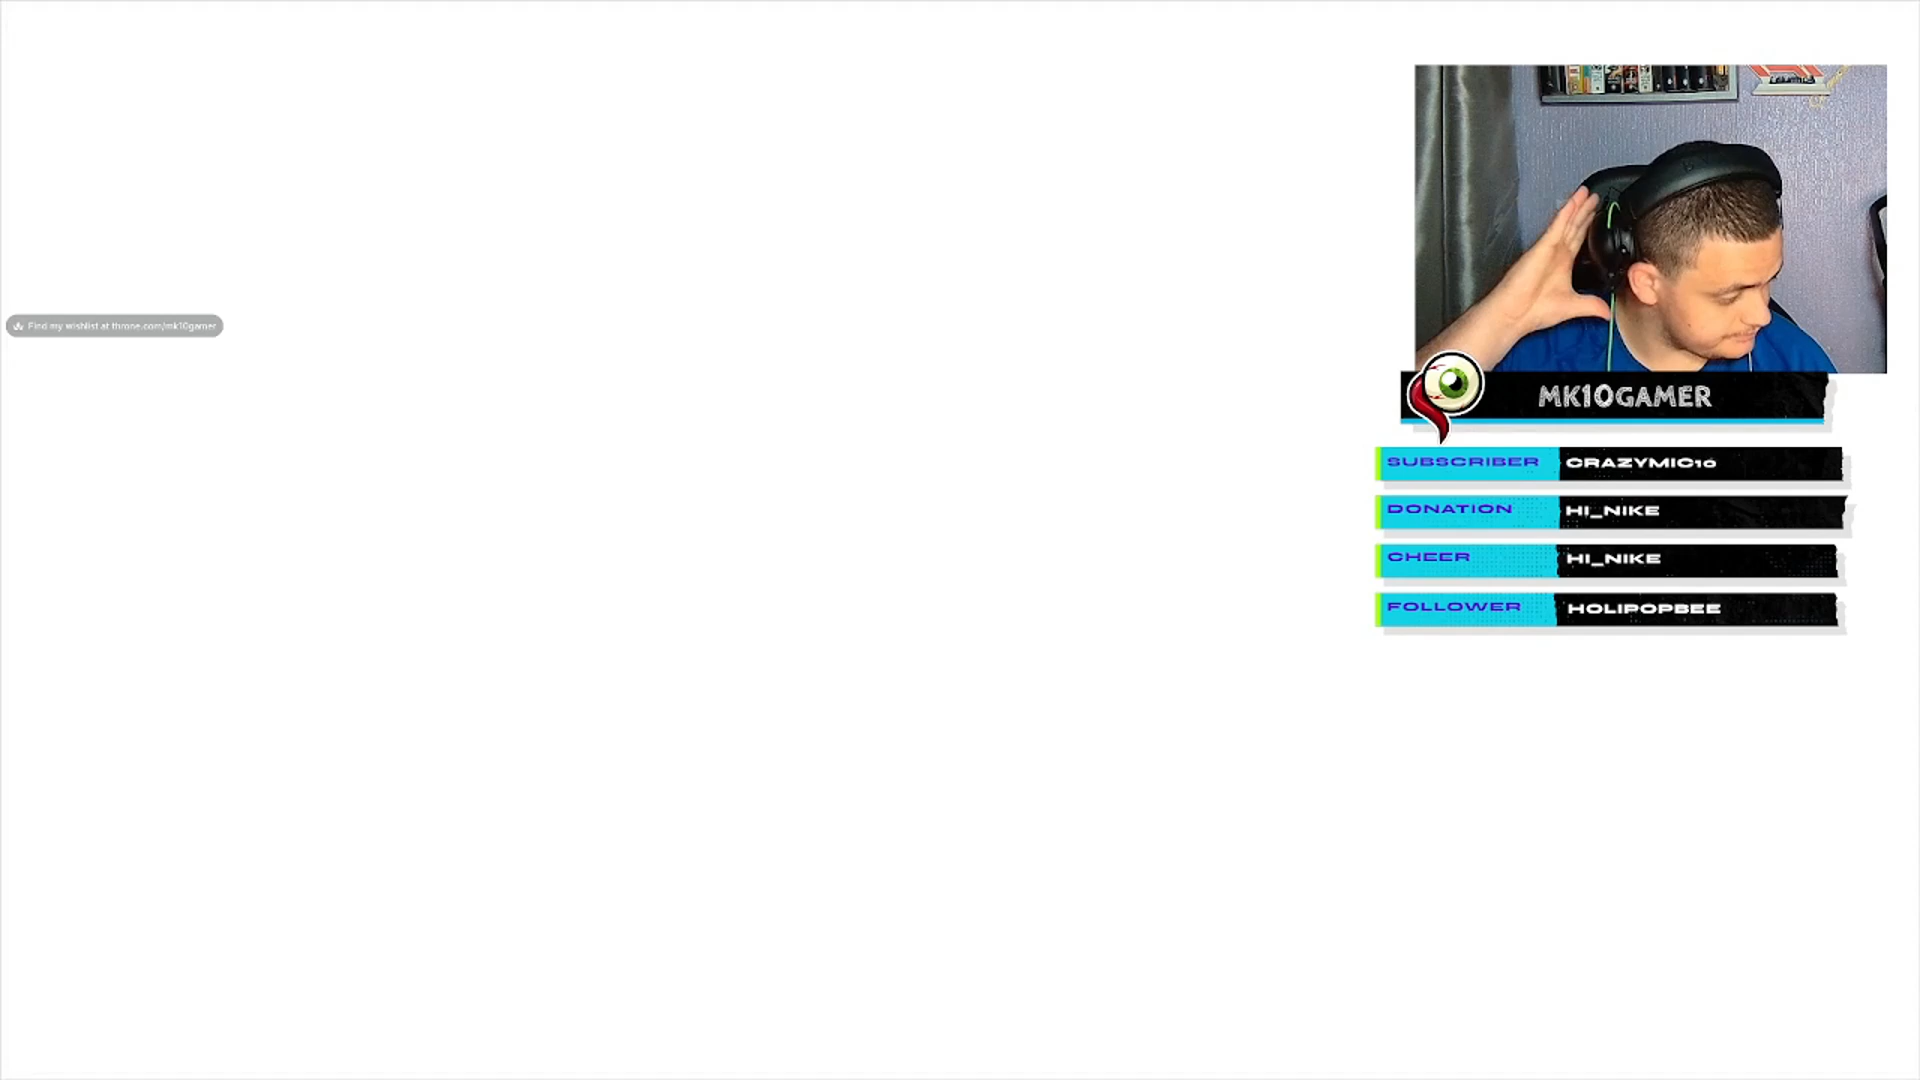 Find my wishlist at throne.com/mk10gamer
MK10GAMER
SUBSCRIBER CRAZYMIC10
DONATION HI_NIKE
CHEER HI_NIKE
FOLLOWER HOLIPOPBEE